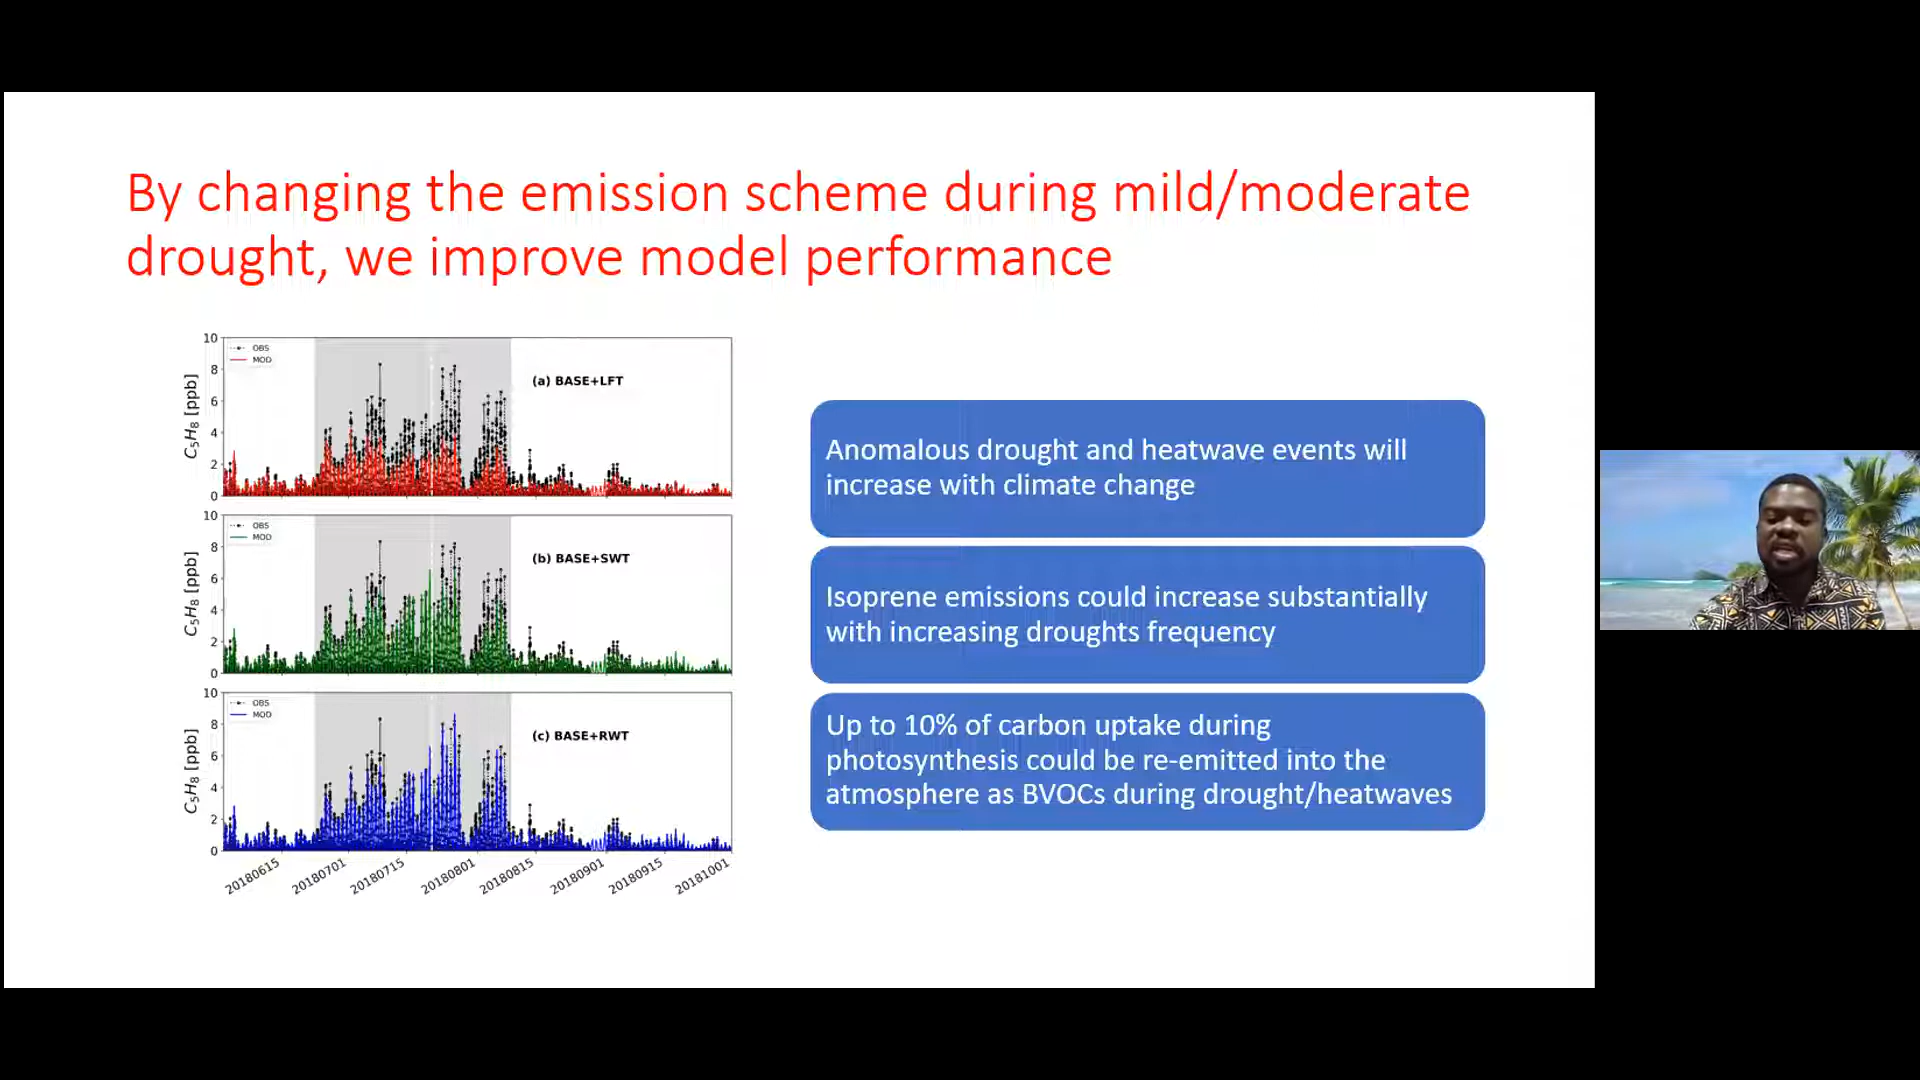 By changing the emission scheme during mild/moderate
drought, we improve model performance
10
8
6
4
2
0
C5H8 [ppb]
OBS
MOD
(a) BASE+LFT
10
8
6
4
2
0
C5H8 [ppb]
OBS
MOD
(b) BASE+SWT
10
8
6
4
2
0
C5H8 [ppb]
OBS
MOD
(c) BASE+RWT
20180615
20180701
20180715
20180801
20180815
20180901
20180915
20181001
Anomalous drought and heatwave events will
increase with climate change
Isoprene emissions could increase substantially
with increasing droughts frequency
Up to 10% of carbon uptake during
photosynthesis could be re-emitted into the
atmosphere as BVOCs during drought/heatwaves